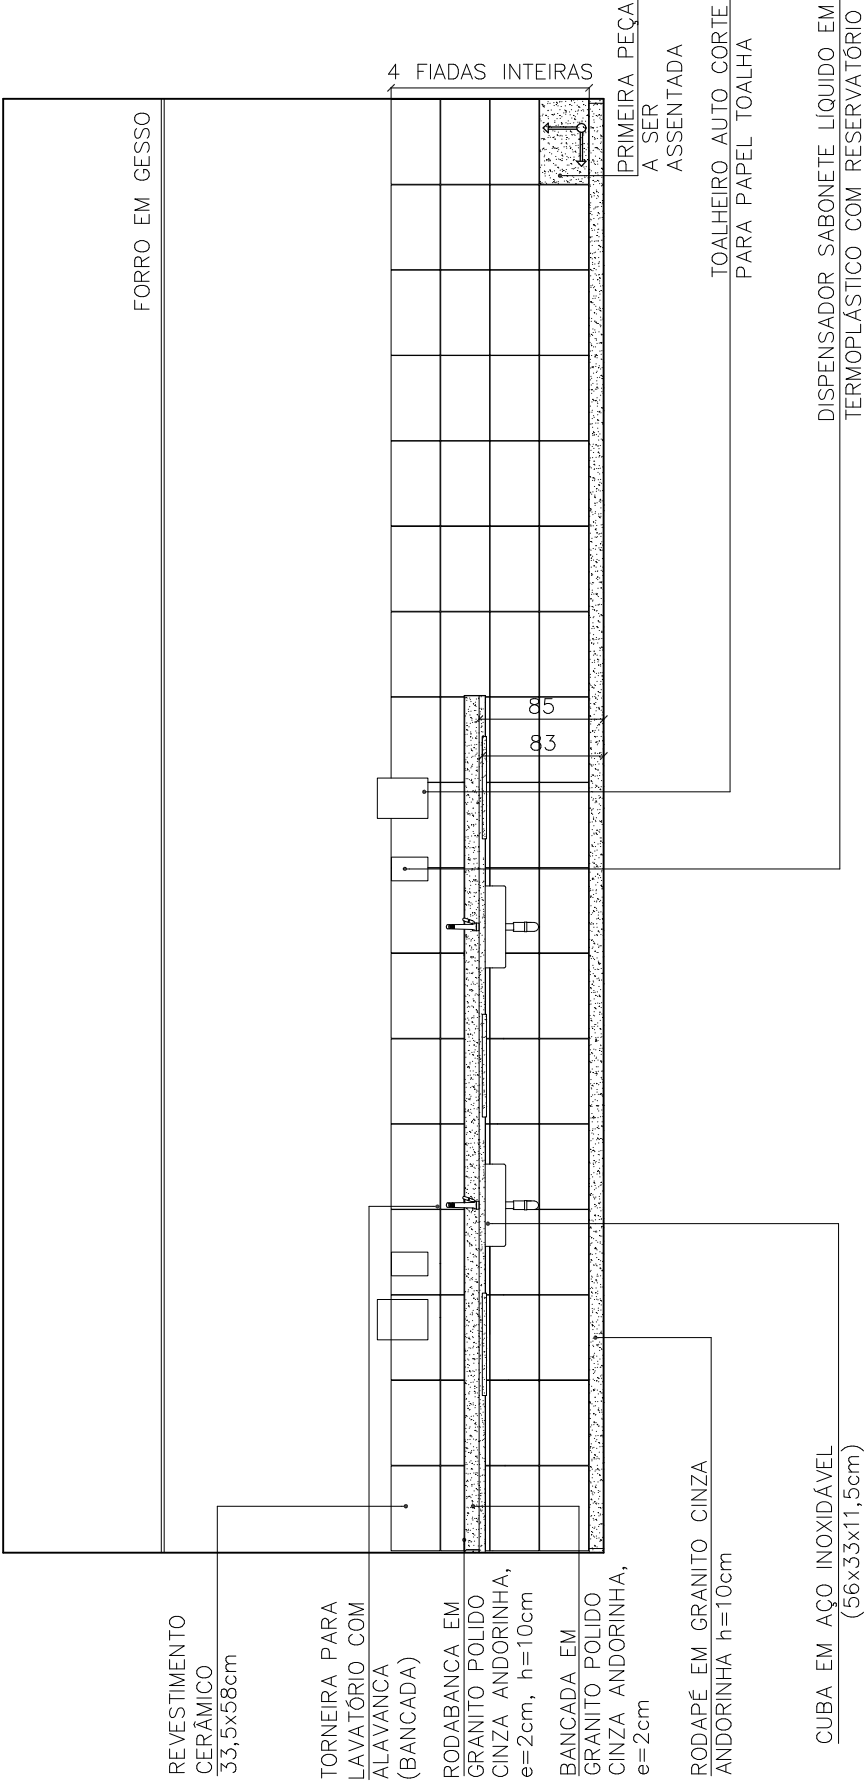 4 FIADAS INTEIRAS
FORRO EM GESSO
PRIMEIRA PEÇA
A SER
ASSENTADA
TOALHEIRO AUTO CORTE
PARA PAPEL TOALHA
DISPENSADOR SABONETE LÍQUIDO EM
TERMOPLÁSTICO COM RESERVATÓRIO
85
83
REVESTIMENTO
CERÂMICO
33,5x58cm
TORNEIRA PARA
LAVATÓRIO COM
ALAVANCA
(BANCADA)
RODABANCA EM
GRANITO POLIDO
CINZA ANDORINHA,
e=2cm, h=10cm
BANCADA EM
GRANITO POLIDO
CINZA ANDORINHA,
e=2cm
RODAPÉ EM GRANITO CINZA
ANDORINHA h=10cm
CUBA EM AÇO INOXIDÁVEL
(56x33x11,5cm)